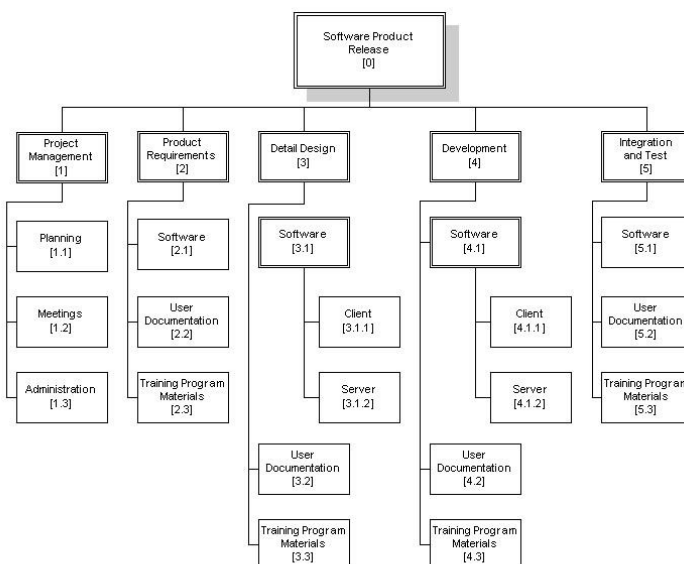 Software Product
Release
[0]
Project
Management
[1]
Product
Requirements
[2]
Detail Design
[3]
Development
[4]
Integration
and Test
[5]
Planning
[1.1]
Meetings
[1.2]
Administration
[1.3]
Software
[2.1]
User
Documentation
[2.2]
Training Program
Materials
[2.3]
Software
[3.1]
Client
[3.1.1]
Server
[3.1.2]
User
Documentation
[3.2]
Training Program
Materials
[3.3]
Software
[4.1]
Client
[4.1.1]
Server
[4.1.2]
User
Documentation
[4.2]
Training Program
Materials
[4.3]
Software
[5.1]
User
Documentation
[5.2]
Training Program
Materials
[5.3]